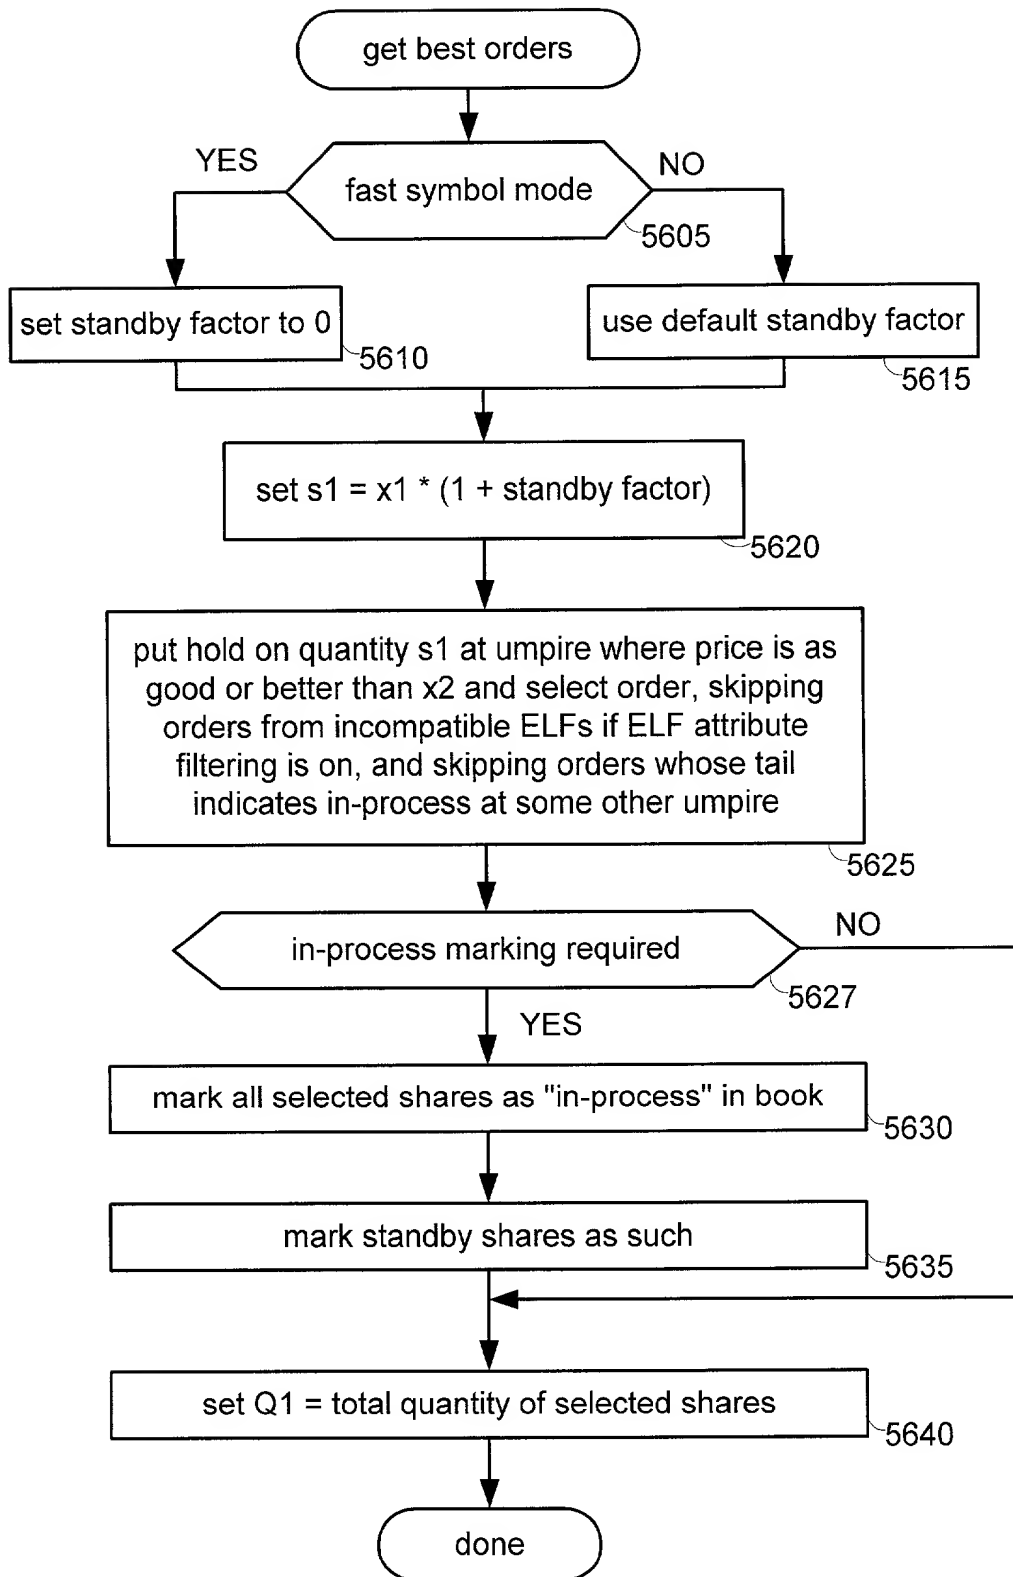 get best orders
YES
NO
fast symbol mode
5605
set standby factor to 0
5610
use default standby factor
5615
set s1 = x1 * (1 + standby factor)
5620
put hold on quantity s1 at umpire where price is as
good or better than x2 and select order, skipping
orders from incompatible ELFs if ELF attribute
filtering is on, and skipping orders whose tail
indicates in-process at some other umpire
5625
in-process marking required
NO
5627
YES
mark all selected shares as "in-process" in book
5630
mark standby shares as such
5635
set Q1 = total quantity of selected shares
5640
done